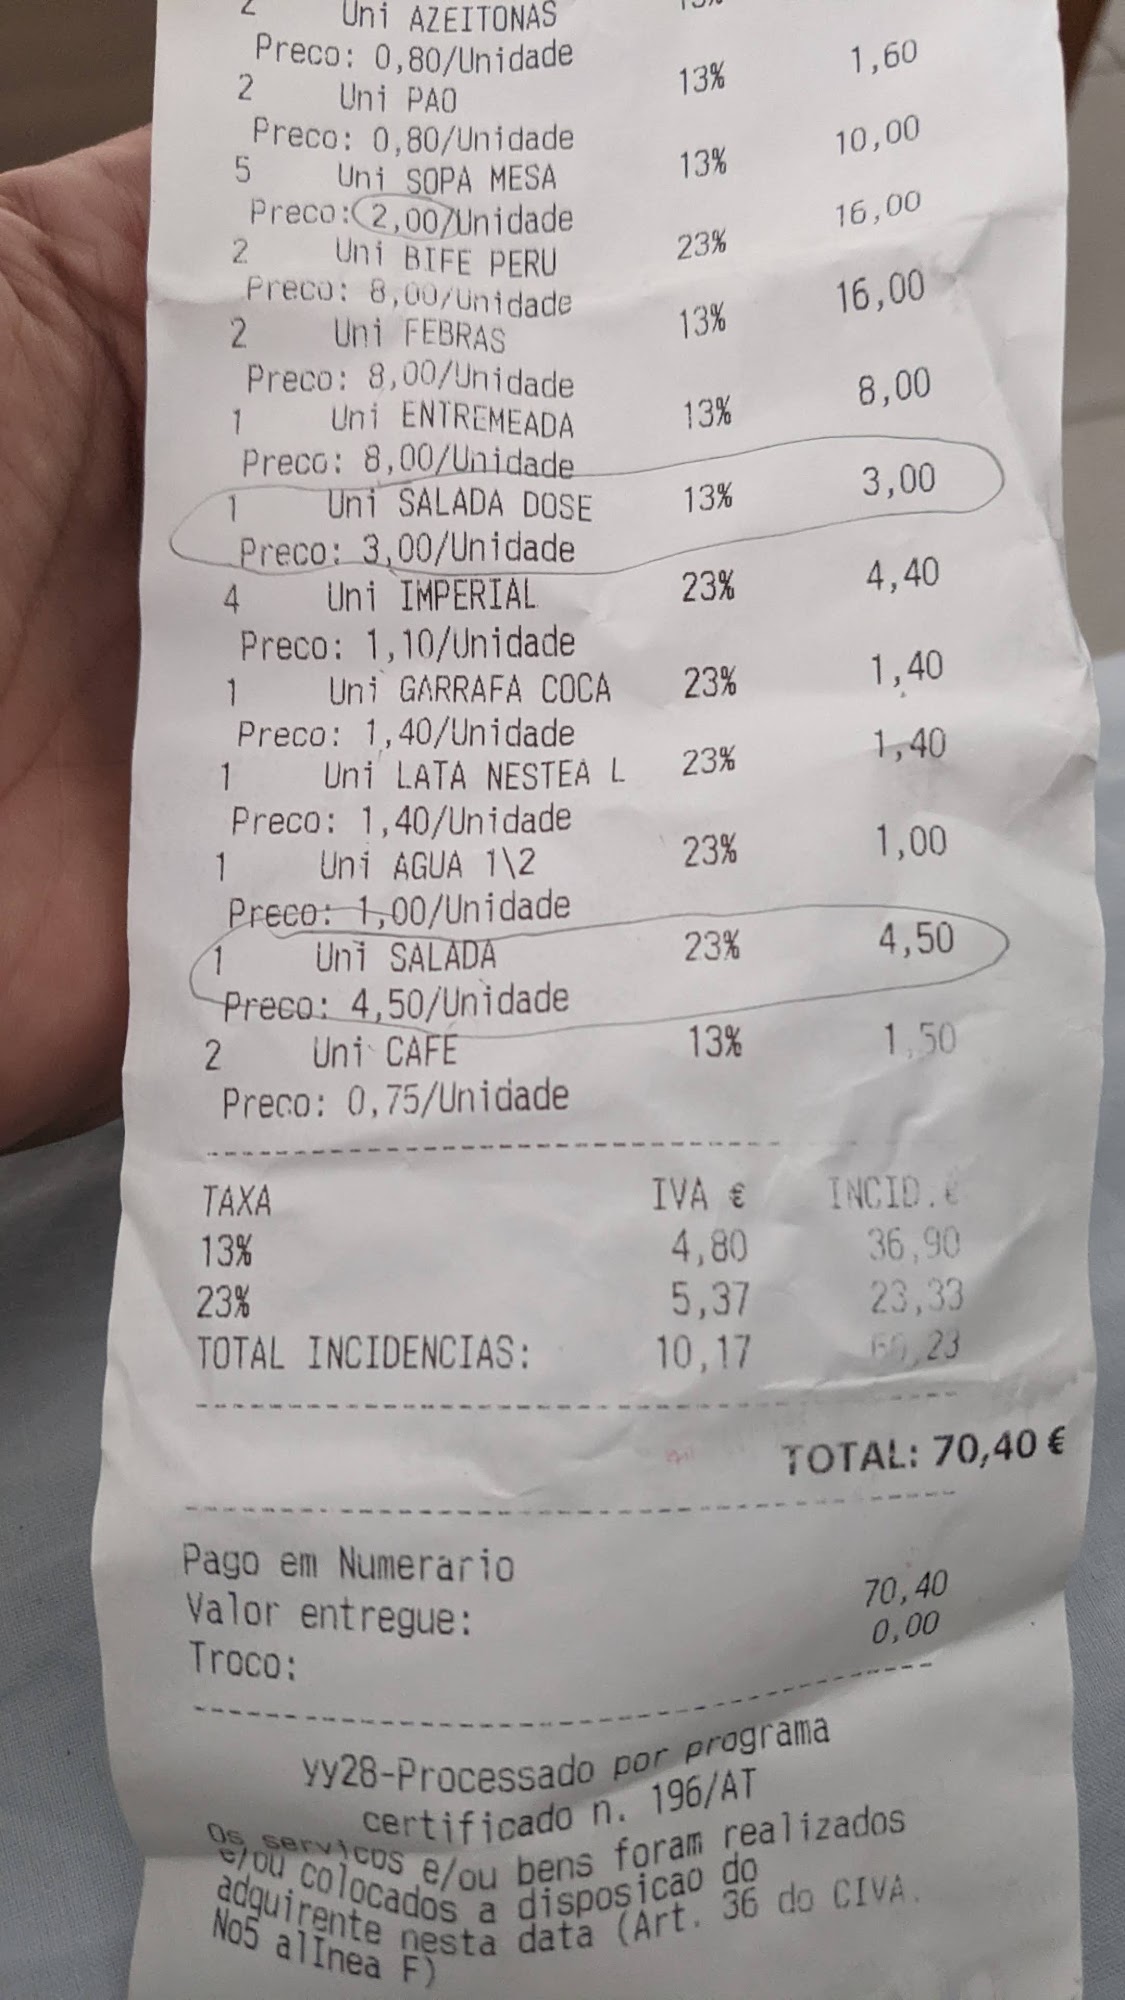 2 Uni AZEITONAS 13%
Preco: 0,80/Unidade 1,60
2 Uni PAO 13%
Preco: 0,80/Unidade 10,00
5 Uni SOPA MESA 13%
Preco: 2,00/Unidade 16,00
2 Uni BIFE PERU 23%
Preco: 8,00/Unidade 16,00
2 Uni FEBRAS 13%
Preco: 8,00/Unidade 8,00
1 Uni ENTREMEADA 13%
Preco: 8,00/Unidade
1 Uni SALADA DOSE 13% 3,00
Preco: 3,00/Unidade
4 Uni IMPERIAL 23% 4,40
Preco: 1,10/Unidade
1 Uni GARRAFA COCA 23% 1,40
Preco: 1,40/Unidade
1 Uni LATA NESTEA L 23% 1,40
Preco: 1,40/Unidade
1 Uni AGUA 1\2 23% 1,00
Preco: 1,00/Unidade
1 Uni SALADA 23% 4,50
Preco: 4,50/Unidade
2 Uni CAFE 13% 1,50
Preco: 0,75/Unidade
TAXA IVA € INCID.€
13% 4,80 36,90
23% 5,37 23,33
TOTAL INCIDENCIAS: 10,17 60,23
TOTAL: 70,40 €
Pago em Numerario
Valor entregue: 70,40
Troco: 0,00
yy28-Processado por programa
certificado n. 196/AT
Os servicos e/ou bens foram realizados
e/ou colocados a disposicao do
adquirente nesta data (Art. 36 do CIVA.
No5 alInea F)